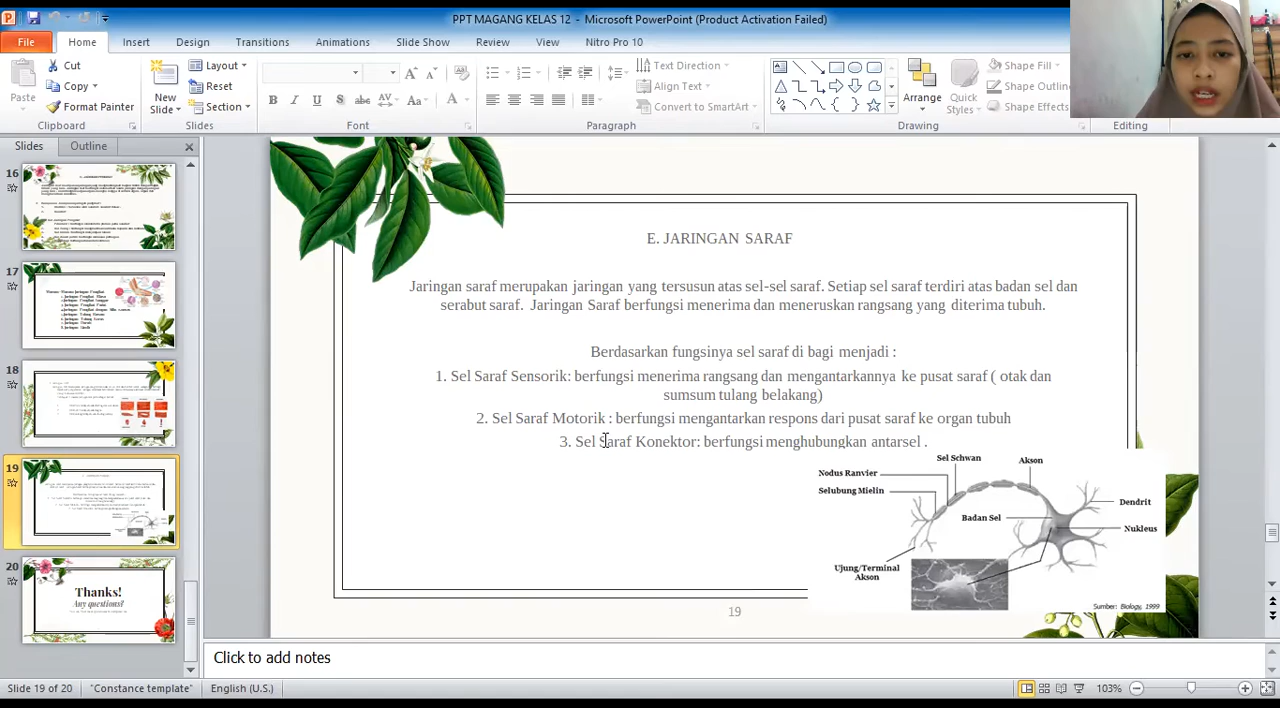 PPT MAGANG KELAS 12 - Microsoft PowerPoint (Product Activation Failed)
File Home Insert Design Transitions Animations Slide Show Review View Nitro Pro 10
Paste
Cut
Copy
Format Painter
Clipboard
New Slide
Layout
Reset
Section
Slides
B I U S abc AV Aa A
Font
Text Direction
Align Text
Convert to SmartArt
Paragraph
Arrange
Quick Styles
Shape Fill
Shape Outline
Shape Effects
Drawing
Editing
Slides Outline
16
17
18
19
20
Thanks!
Any questions?
E. JARINGAN SARAF
Jaringan saraf merupakan jaringan yang tersusun atas sel-sel saraf. Setiap sel saraf terdiri atas badan sel dan
serabut saraf. Jaringan Saraf berfungsi menerima dan meneruskan rangsang yang diterima tubuh.
Berdasarkan fungsinya sel saraf di bagi menjadi :
1. Sel Saraf Sensorik: berfungsi menerima rangsang dan mengantarkannya ke pusat saraf ( otak dan
sumsum tulang belakang)
2. Sel Saraf Motorik : berfungsi mengantarkan respons dari pusat saraf ke organ tubuh
3. Sel Saraf Konektor: berfungsi menghubungkan antarsel .
Sel Schwan
Akson
Nodus Ranvier
Selubung Mielin
Dendrit
Badan Sel
Nukleus
Ujung/Terminal
Akson
Sumber: Biology, 1999
19
Click to add notes
Slide 19 of 20 "Constance template" English (U.S.) 103%